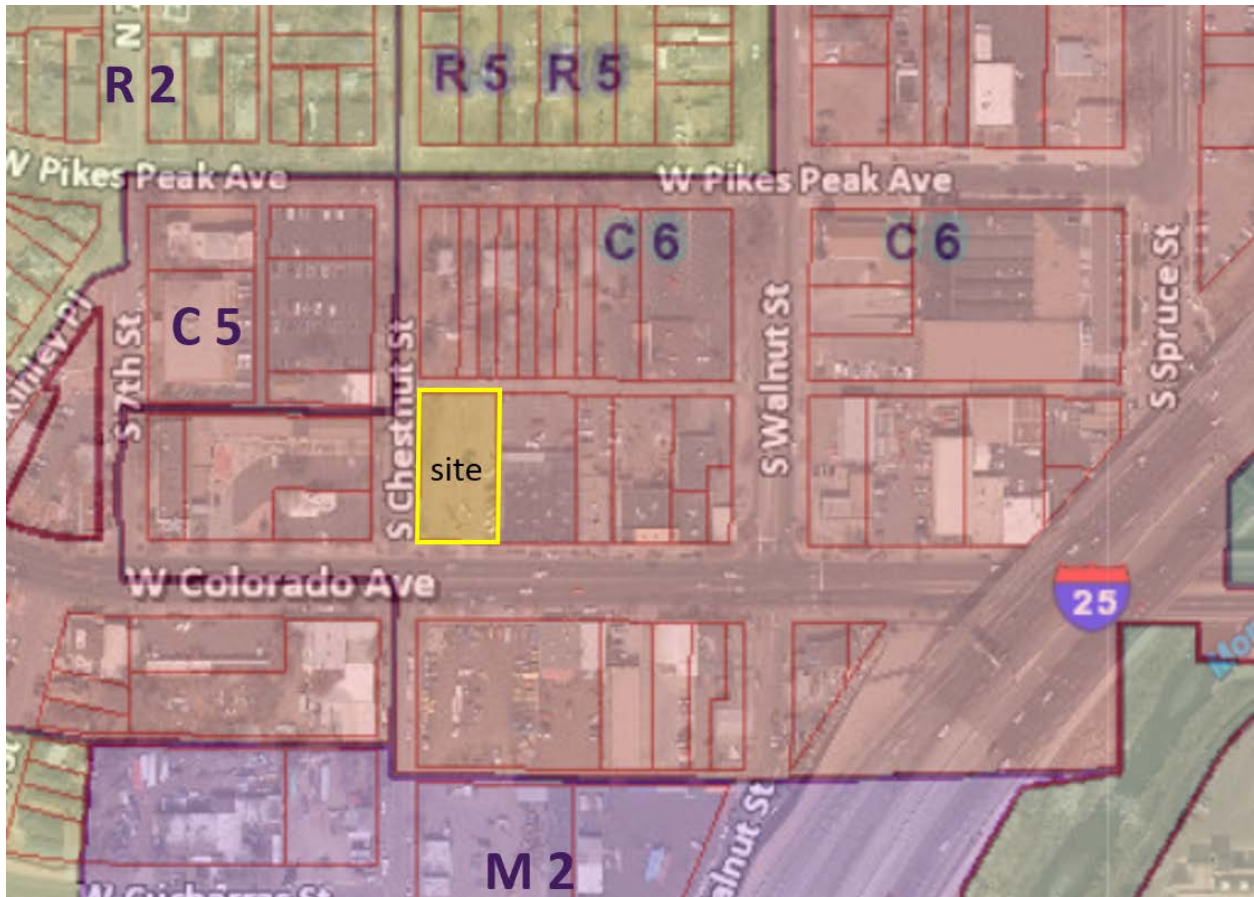 N
R 2
R 5 R 5
W Pikes Peak Ave
W Pikes Peak Ave
C 6
C 6
C 5
S 7th St
S Chestnut St
S Walnut St
S Spruce St
site
W Colorado Ave
25
M 2